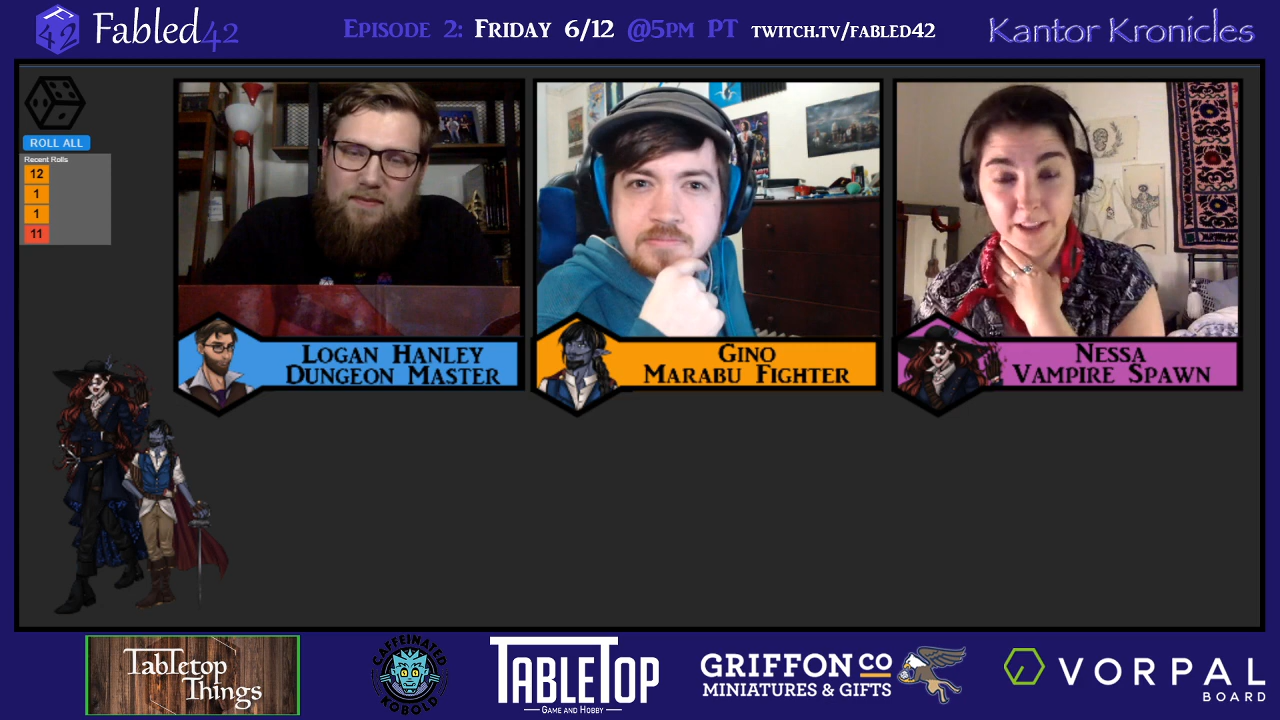 Fabled42
Episode 2: Friday 6/12 @5pm PT twitch.tv/fabled42
Kantor Kronicles
ROLL ALL
Recent Rolls
12
1
1
11
Logan Hanley
Dungeon Master
Gino
Marabu Fighter
Nessa
Vampire Spawn
Tabletop
Things
CAFFEINATED
KOBOLD
TABLETOP
GAME AND HOBBY
GRIFFON CO
MINIATURES & GIFTS
VORPAL
BOARD